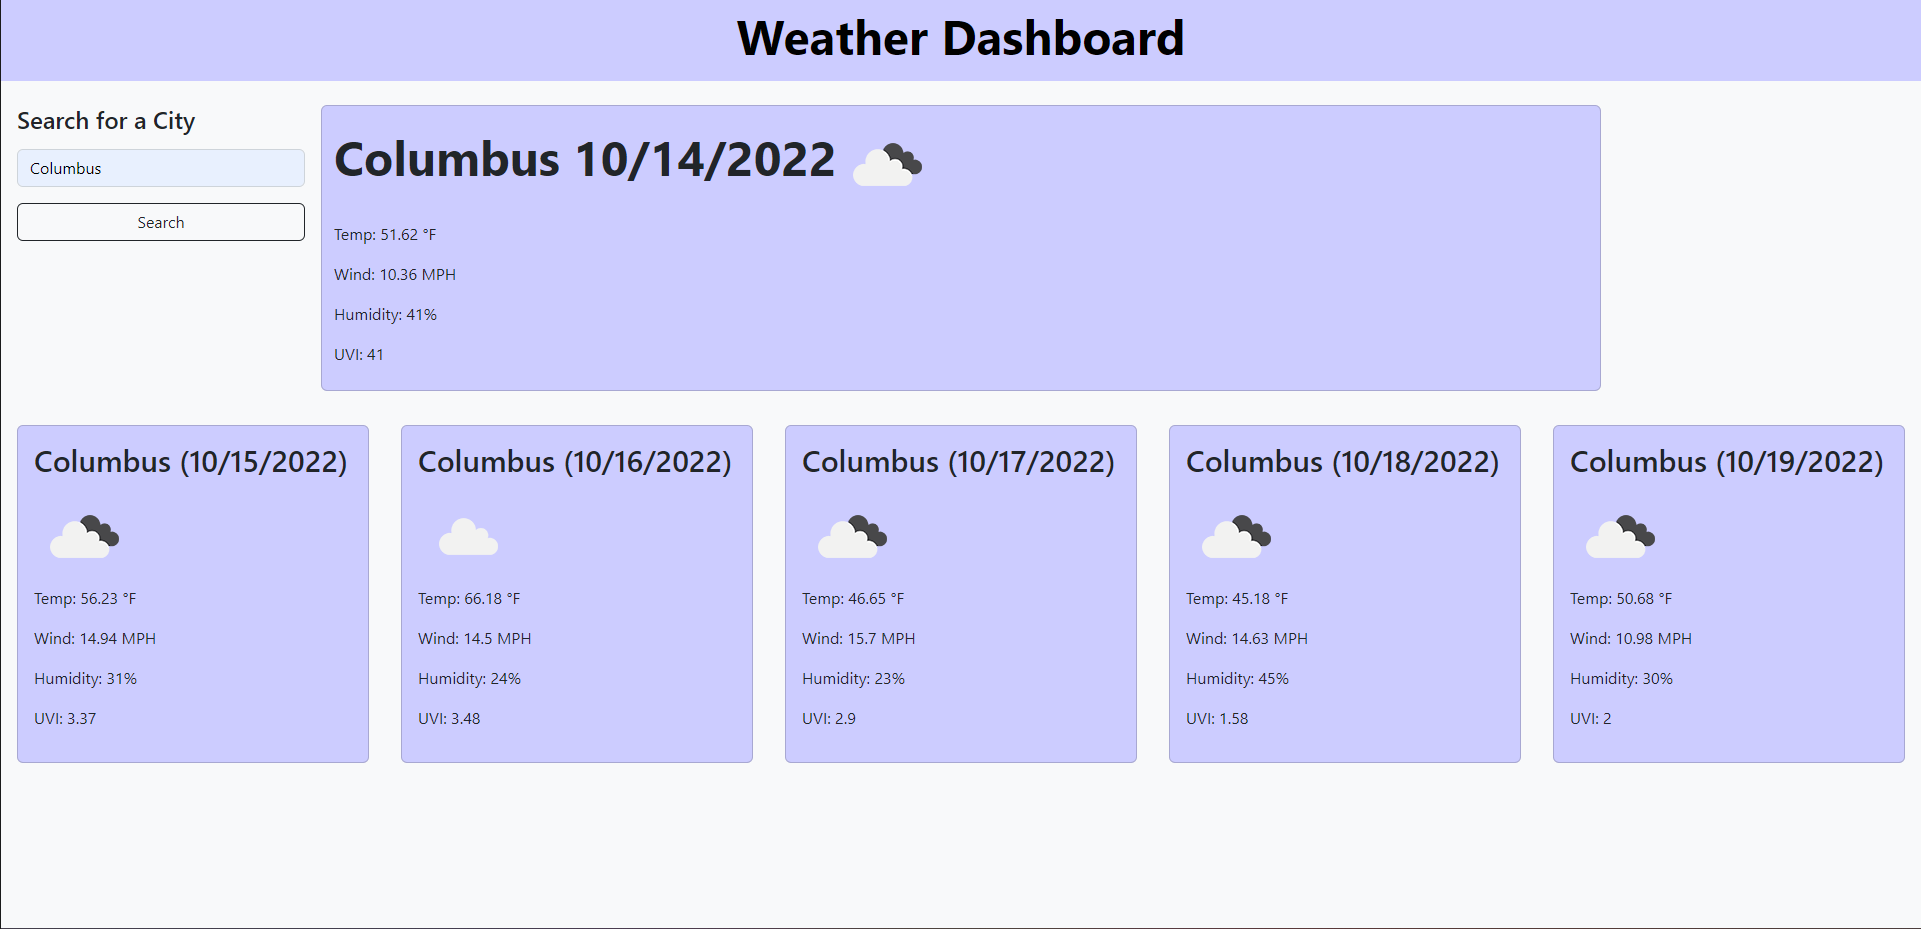 Weather Dashboard
Search for a City
Columbus
Search
Columbus 10/14/2022
Temp: 51.62 °F
Wind: 10.36 MPH
Humidity: 41%
UVI: 41
Columbus (10/15/2022)
Temp: 56.23 °F
Wind: 14.94 MPH
Humidity: 31%
UVI: 3.37
Columbus (10/16/2022)
Temp: 66.18 °F
Wind: 14.5 MPH
Humidity: 24%
UVI: 3.48
Columbus (10/17/2022)
Temp: 46.65 °F
Wind: 15.7 MPH
Humidity: 23%
UVI: 2.9
Columbus (10/18/2022)
Temp: 45.18 °F
Wind: 14.63 MPH
Humidity: 45%
UVI: 1.58
Columbus (10/19/2022)
Temp: 50.68 °F
Wind: 10.98 MPH
Humidity: 30%
UVI: 2